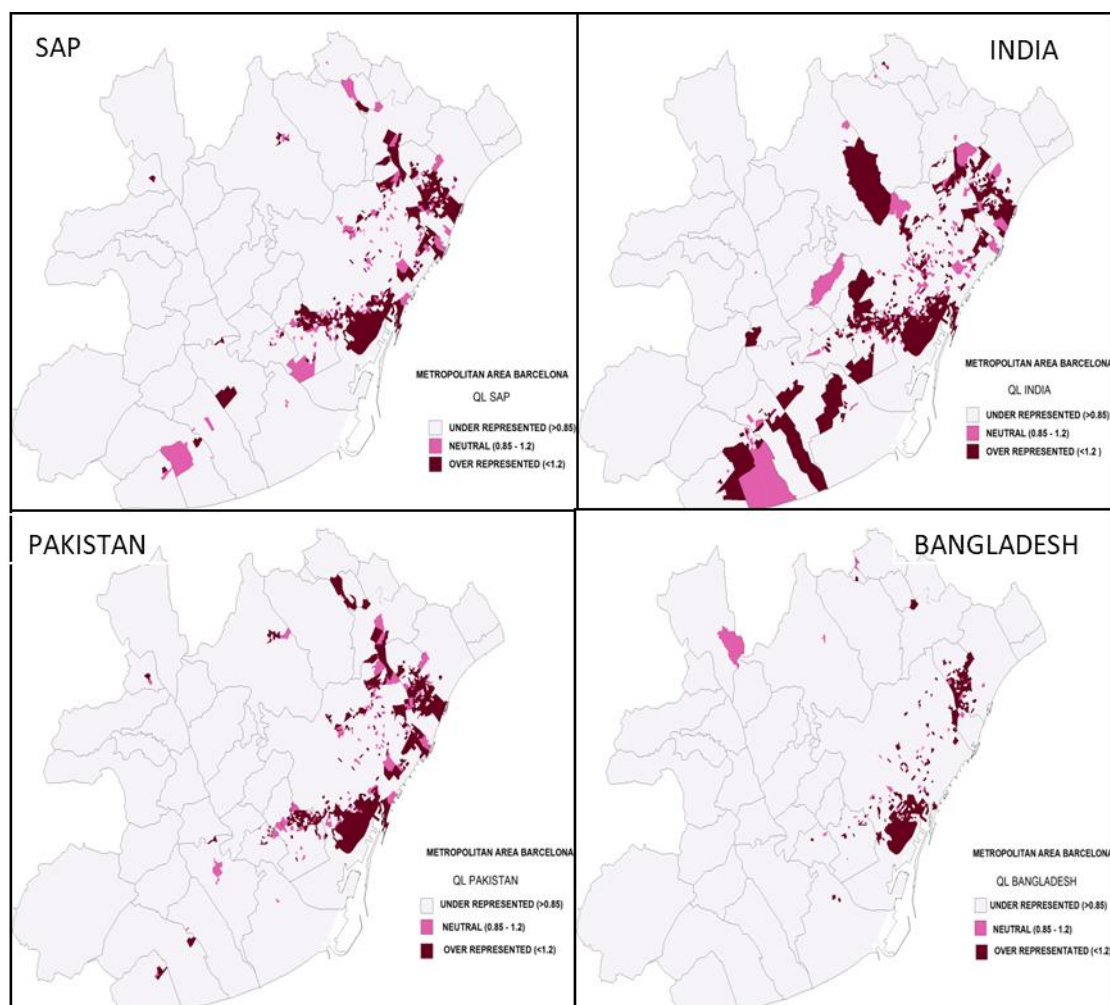 SAP
METROPOLITAN AREA BARCELONA
QL SAP
UNDER REPRESENTED (>0.85)
NEUTRAL (0.85 - 1.2)
OVER REPRESENTED (<1.2)
INDIA
METROPOLITAN AREA BARCELONA
QL INDIA
UNDER REPRESENTED (>0.85)
NEUTRAL (0.85 - 1.2)
OVER REPRESENTED (<1.2 )
PAKISTAN
METROPOLITAN AREA BARCELONA
QL PAKISTAN
UNDER REPRESENTED (>0.85)
NEUTRAL (0.85 - 1.2)
OVER REPRESENTED (<1.2)
BANGLADESH
METROPOLITAN AREA BARCELONA
QL BANGLADESH
UNDER REPRESENTED (>0.85)
NEUTRAL (0.85 - 1.2)
OVER REPRESENTATED (<1.2)